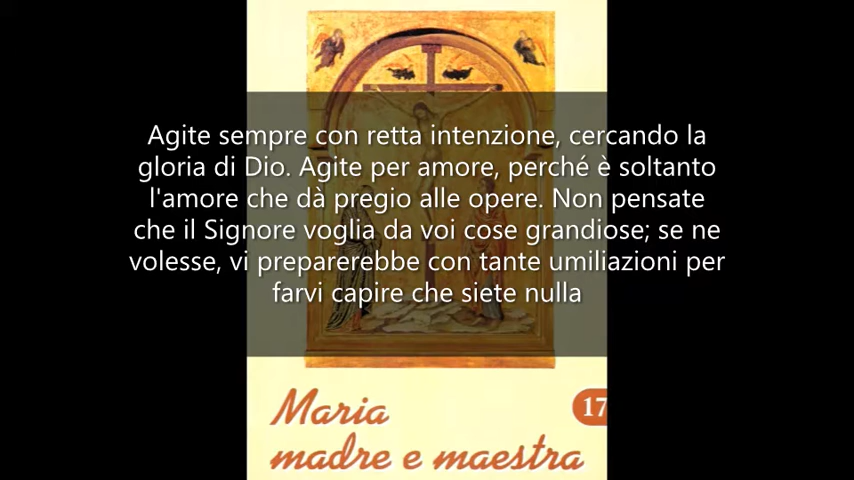 Agite sempre con retta intenzione, cercando la
gloria di Dio. Agite per amore, perché è soltanto
l'amore che dà pregio alle opere. Non pensate
che il Signore voglia da voi cose grandiose; se ne
volesse, vi preparerebbe con tante umiliazioni per
farvi capire che siete nulla
Maria
17
madre e maestra